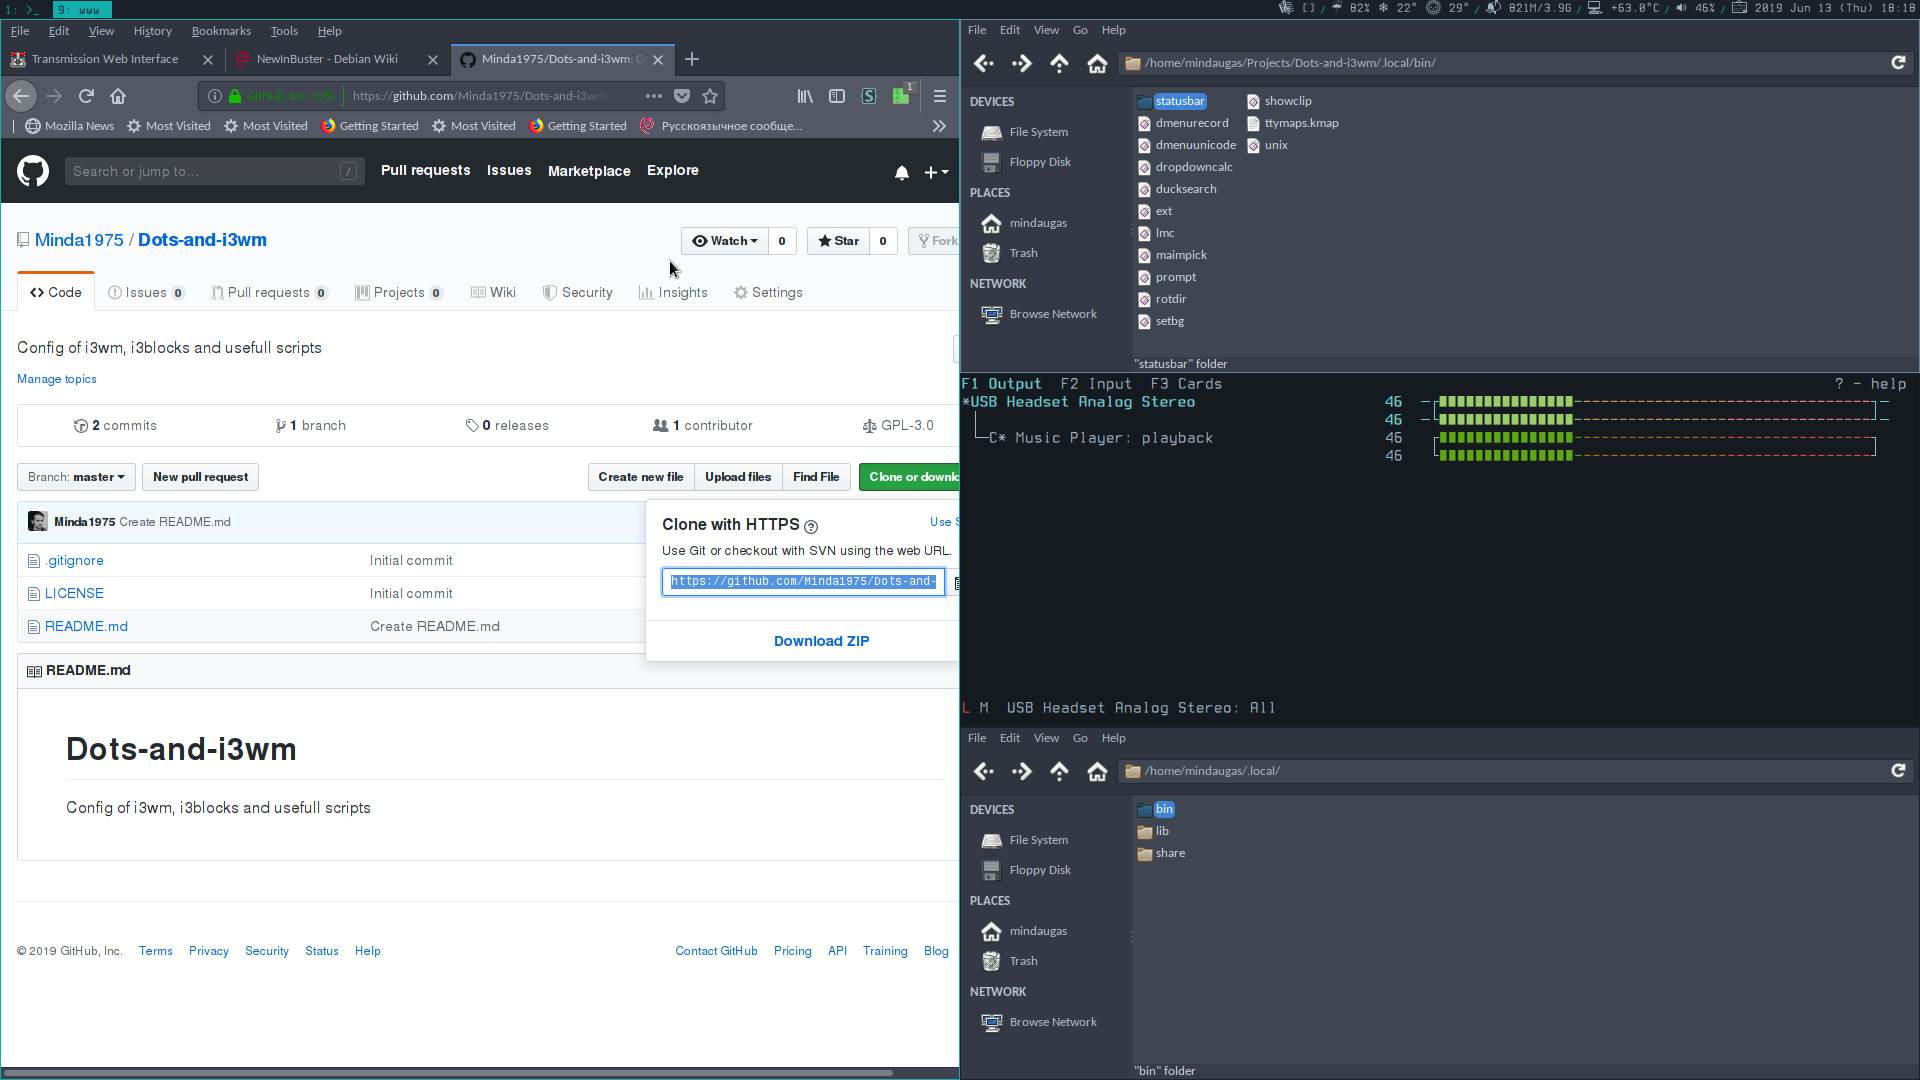 1: >_ 9: www
[] / 82% 22° 29° / 821M/3.9G / +63.0°C / 46% / 2019 Jun 13 (Thu) 18:18
File Edit View History Bookmarks Tools Help
Transmission Web Interface
NewInBuster - Debian Wiki
Minda1975/Dots-and-i3wm: C
GitHub, Inc. (US) https://github.com/Minda1975/Dots-and-i3wm
1
Mozilla News Most Visited Most Visited Getting Started Most Visited Getting Started Русскоязычное сообще...
Search or jump to... /
Pull requests Issues Marketplace Explore
Minda1975 / Dots-and-i3wm
Watch 0 Star 0 Fork
Code Issues 0 Pull requests 0 Projects 0 Wiki Security Insights Settings
Config of i3wm, i3blocks and usefull scripts
Manage topics
2 commits 1 branch 0 releases 1 contributor GPL-3.0
Branch: master New pull request Create new file Upload files Find File Clone or downlo
Minda1975 Create README.md
.gitignore Initial commit
LICENSE Initial commit
README.md Create README.md
Clone with HTTPS ? Use S
Use Git or checkout with SVN using the web URL.
https://github.com/Minda1975/Dots-and-
Download ZIP
README.md
Dots-and-i3wm
Config of i3wm, i3blocks and usefull scripts
© 2019 GitHub, Inc. Terms Privacy Security Status Help Contact GitHub Pricing API Training Blog
File Edit View Go Help
/home/mindaugas/Projects/Dots-and-i3wm/.local/bin/
DEVICES
File System
Floppy Disk
PLACES
mindaugas
Trash
NETWORK
Browse Network
statusbar
dmenurecord
dmenuunicode
dropdowncalc
ducksearch
ext
lmc
maimpick
prompt
rotdir
setbg
showclip
ttymaps.kmap
unix
"statusbar" folder
F1 Output F2 Input F3 Cards ? - help
*USB Headset Analog Stereo 46
46
C* Music Player: playback 46
46
L M USB Headset Analog Stereo: All
File Edit View Go Help
/home/mindaugas/.local/
DEVICES
File System
Floppy Disk
PLACES
mindaugas
Trash
NETWORK
Browse Network
bin
lib
share
"bin" folder